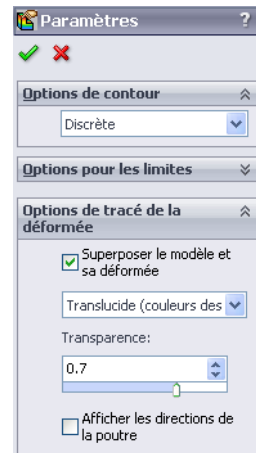 Paramètres ?
Options de contour
Discrète
Options pour les limites
Options de tracé de la
déformée
Superposer le modèle et
sa déformée
Translucide (couleurs des
Transparence:
0.7
Afficher les directions de
la poutre